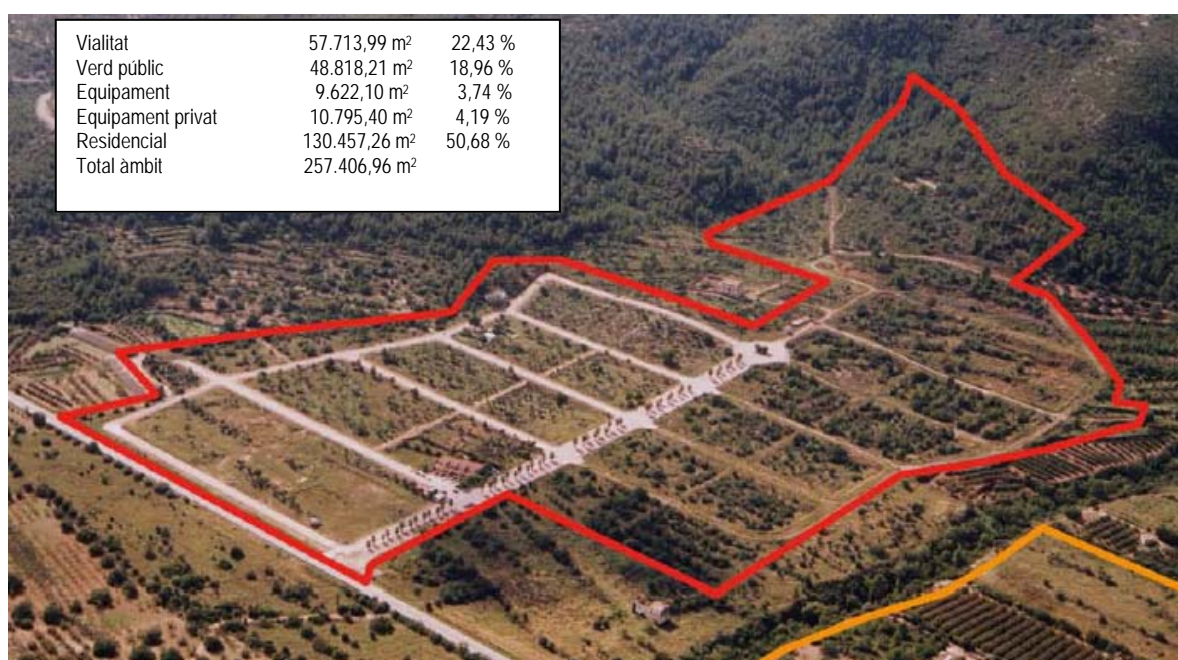 Vialitat 57.713,99 m² 22,43 %
Verd públic 48.818,21 m² 18,96 %
Equipament 9.622,10 m² 3,74 %
Equipament privat 10.795,40 m² 4,19 %
Residencial 130.457,26 m² 50,68 %
Total àmbit 257.406,96 m²